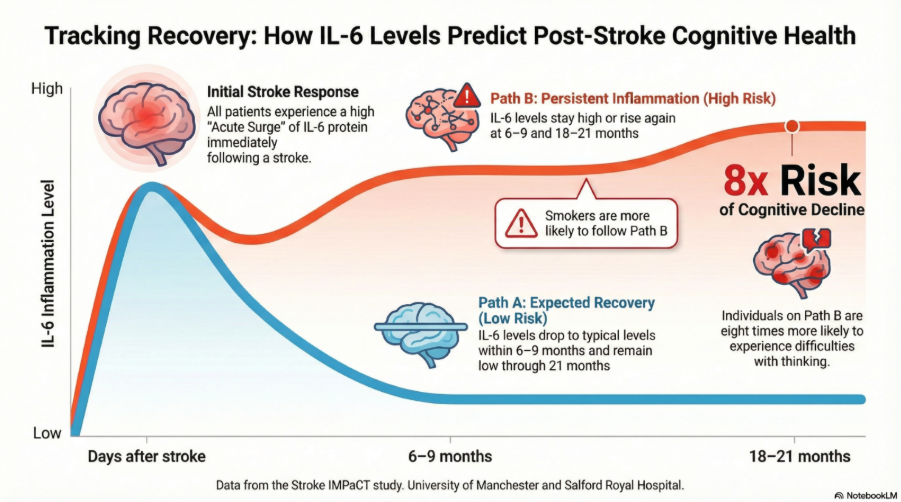 Tracking Recovery: How IL-6 Levels Predict Post-Stroke Cognitive Health
High
IL-6 Inflammation Level
Low
Initial Stroke Response
All patients experience a high
"Acute Surge" of IL-6 protein
immediately
following a stroke.
Path B: Persistent Inflammation (High Risk)
IL-6 levels stay high or rise again
at 6–9 and 18–21 months
Smokers are more
likely to follow Path B
8x Risk
of Cognitive Decline
Individuals on Path B are
eight times more likely to
experience difficulties
with thinking.
Path A: Expected Recovery
(Low Risk)
IL-6 levels drop to typical levels
within 6–9 months and remain
low through 21 months
Days after stroke
6–9 months
18–21 months
Data from the Stroke IMPaCT study. University of Manchester and Salford Royal Hospital.
NotebookLM